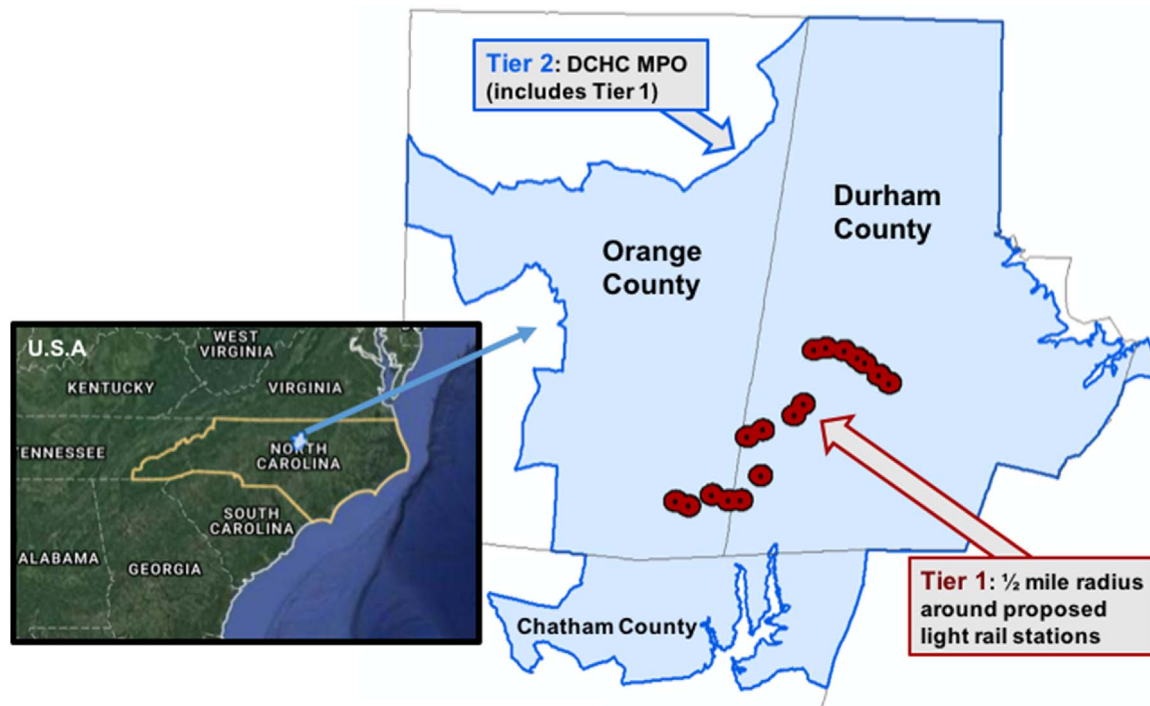 Tier 2: DCHC MPO
(includes Tier 1)
Durham
County
Orange
County
U.S.A
WEST
VIRGINIA
KENTUCKY
VIRGINIA
TENNESSEE
NORTH
CAROLINA
SOUTH
CAROLINA
ALABAMA
GEORGIA
Chatham County
Tier 1: ½ mile radius
around proposed
light rail stations